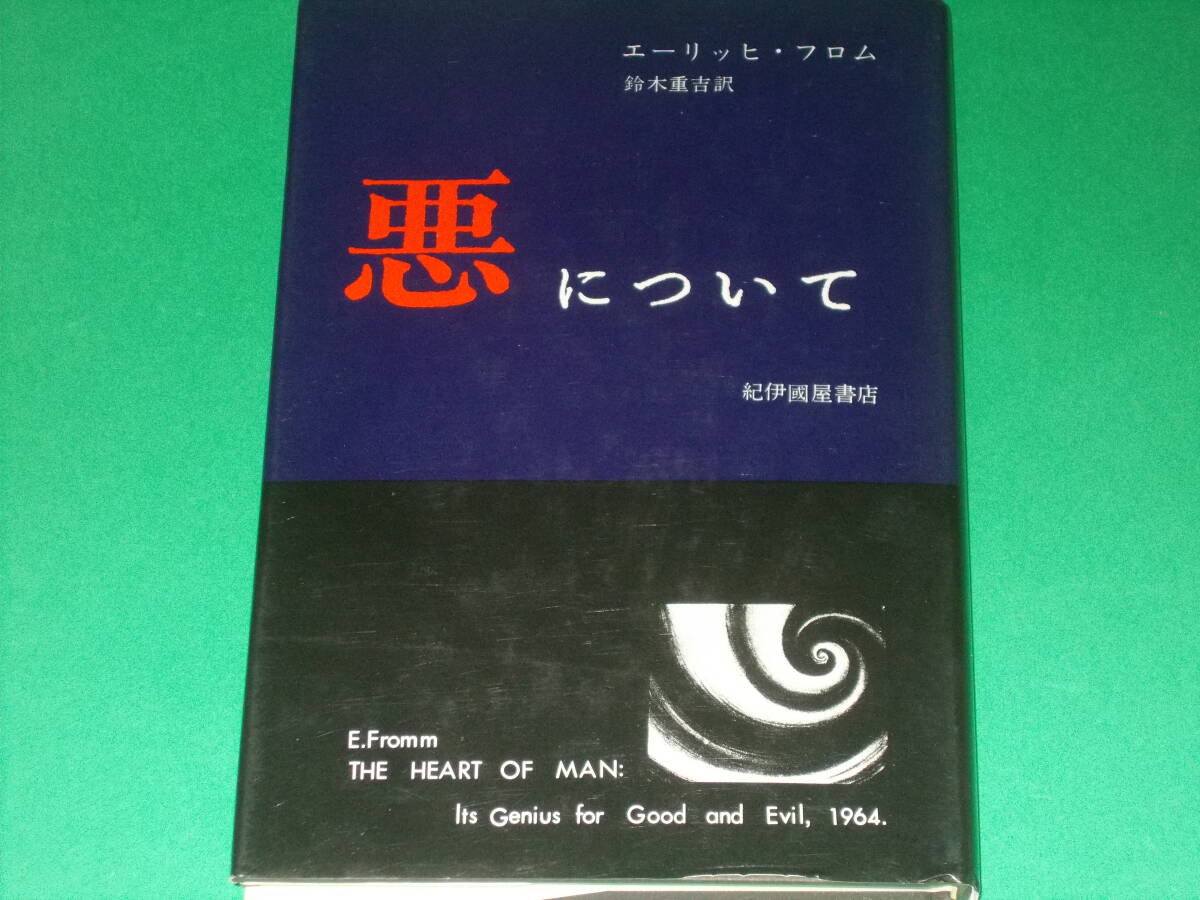 エーリッヒ・フロム
鈴木重吉訳
悪について
紀伊國屋書店
E.Fromm
THE HEART OF MAN:
Its Genius for Good and Evil, 1964.